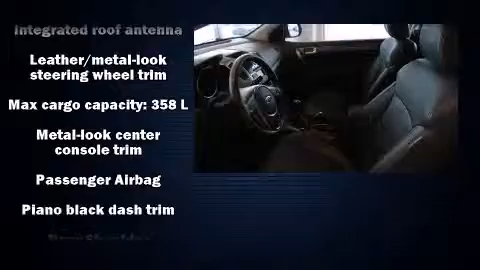 Integrated roof antenna
Leather/metal-look
steering wheel trim
Max cargo capacity: 358 L
Metal-look center
console trim
Passenger Airbag
Piano black dash trim